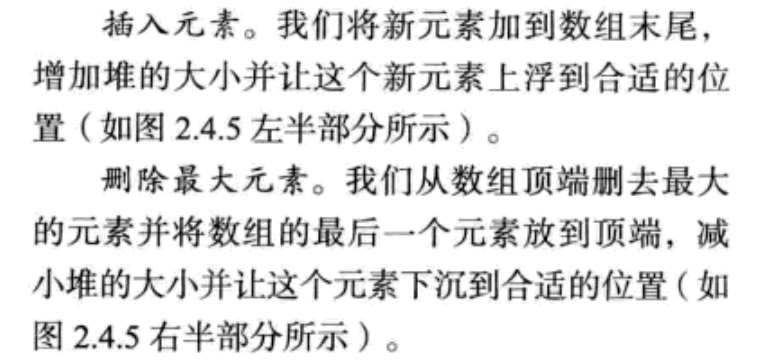 插入元素。我们将新元素加到数组末尾，
增加堆的大小并让这个新元素上浮到合适的位
置（如图 2.4.5 左半部分所示）。
删除最大元素。我们从数组顶端删去最大
的元素并将数组的最后一个元素放到顶端，减
小堆的大小并让这个元素下沉到合适的位置（如
图 2.4.5 右半部分所示）。